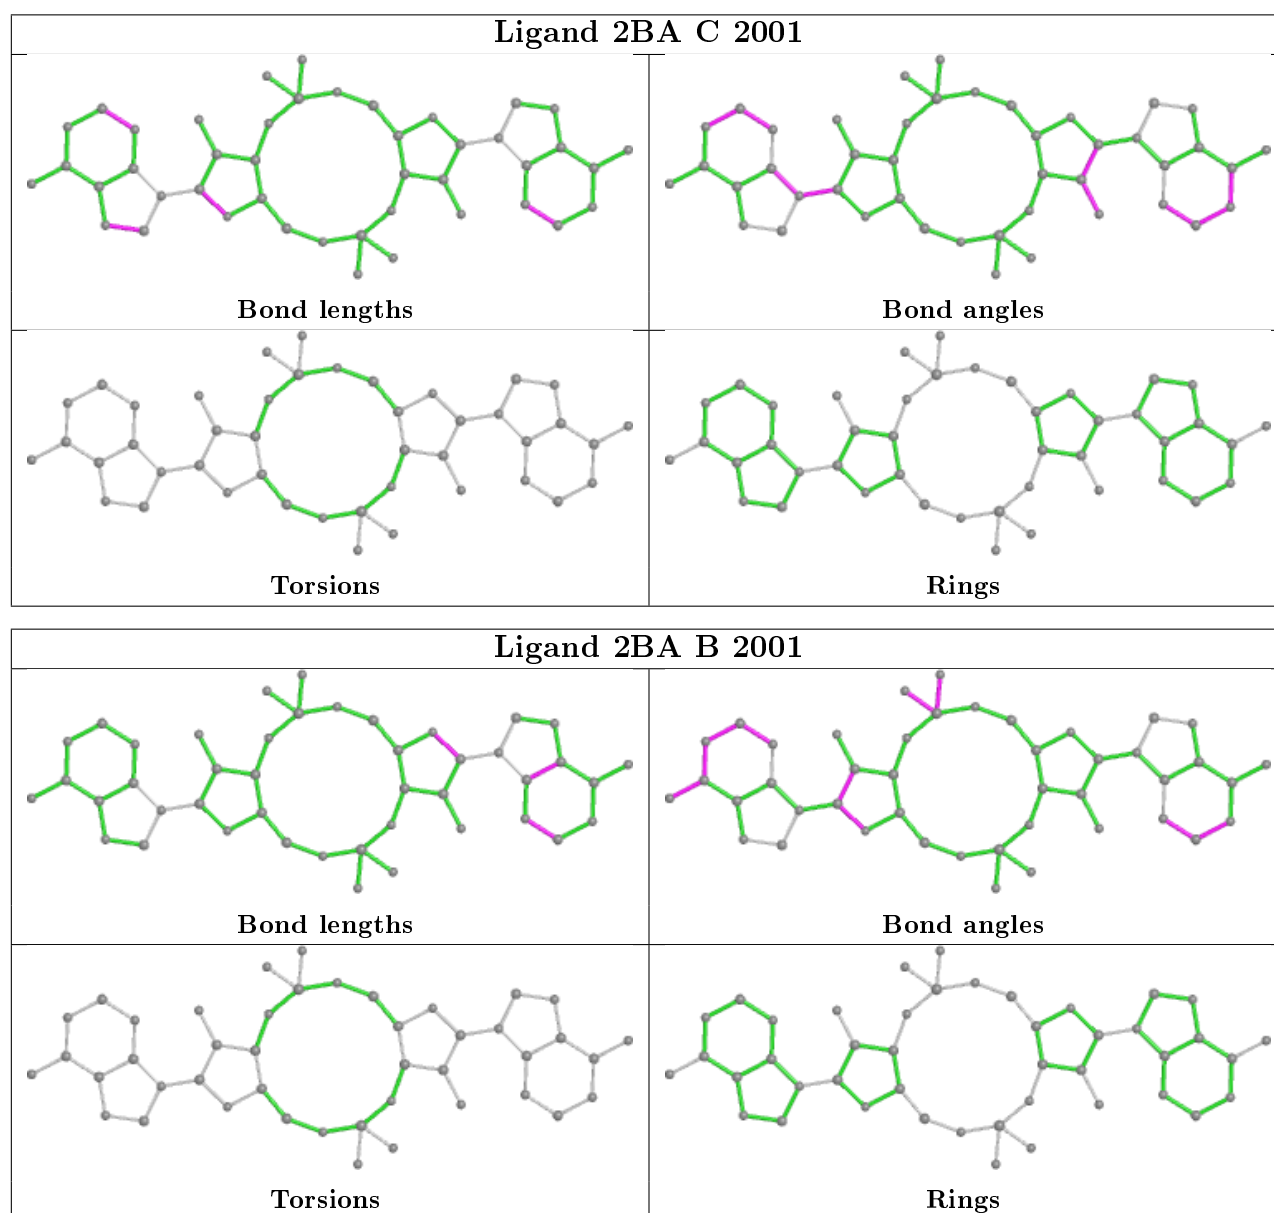 Ligand 2BA C 2001
Bond lengths
Bond angles
Torsions
Rings
Ligand 2BA B 2001
Bond lengths
Bond angles
Torsions
Rings